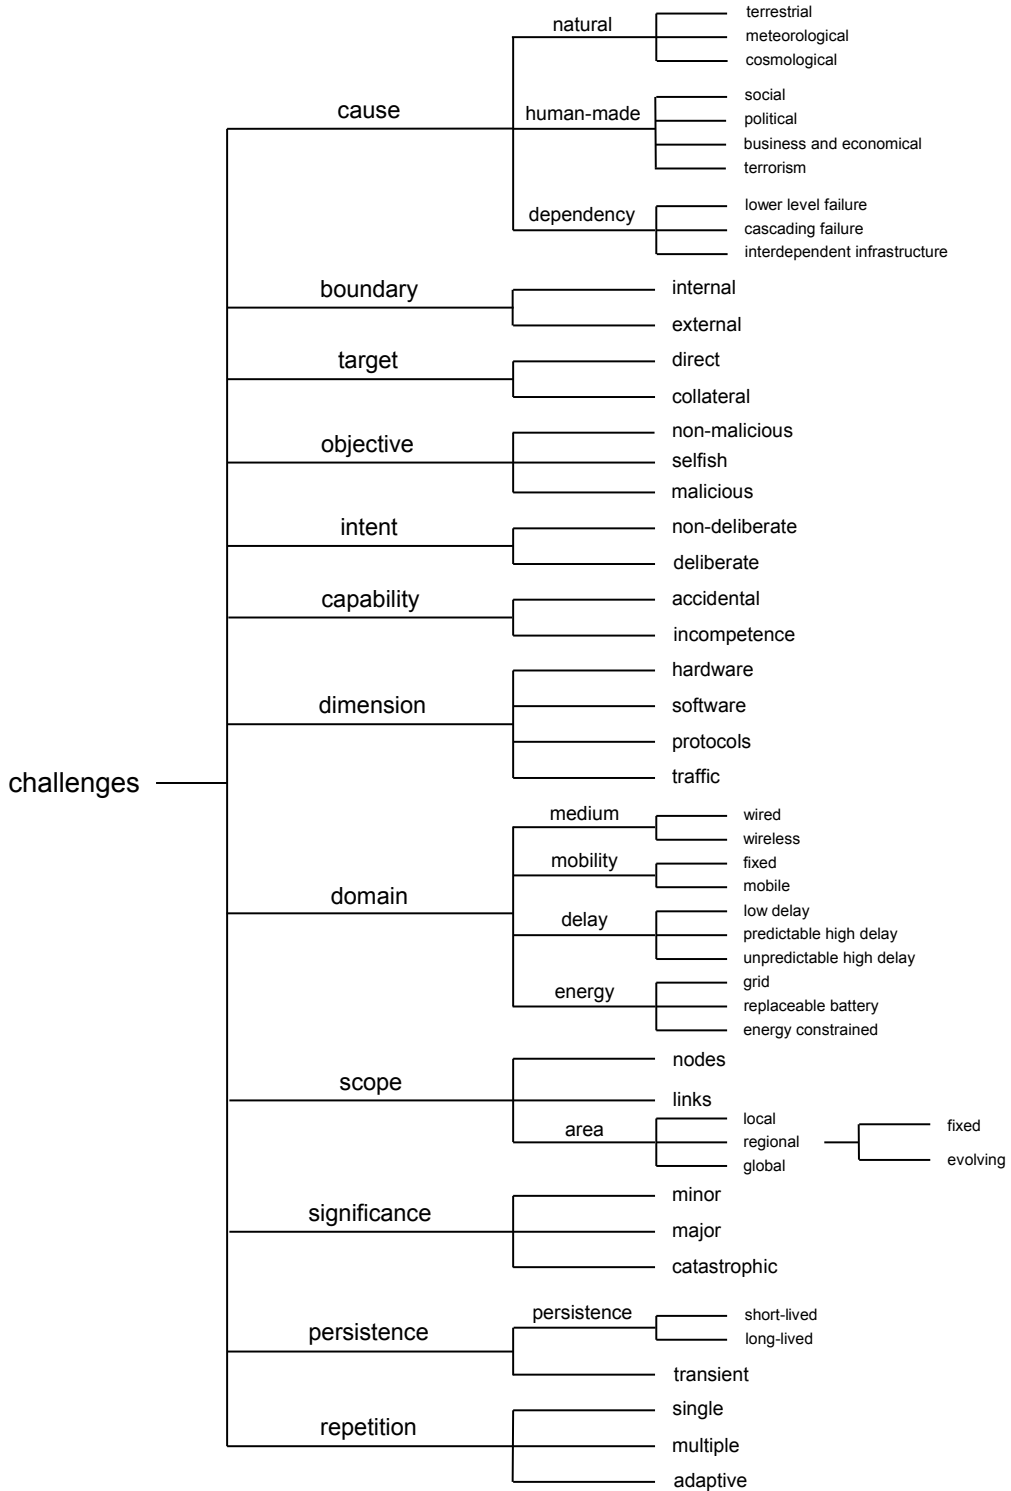 challenges
cause
natural
terrestrial
meteorological
cosmological
human-made
social
political
business and economical
terrorism
dependency
lower level failure
cascading failure
interdependent infrastructure
boundary
internal
external
target
direct
collateral
objective
non-malicious
selfish
malicious
intent
non-deliberate
deliberate
capability
accidental
incompetence
dimension
hardware
software
protocols
traffic
domain
medium
wired
wireless
mobility
fixed
mobile
delay
low delay
predictable high delay
unpredictable high delay
energy
grid
replaceable battery
energy constrained
scope
nodes
links
area
local
regional
fixed
evolving
global
significance
minor
major
catastrophic
persistence
persistence
short-lived
long-lived
transient
repetition
single
multiple
adaptive